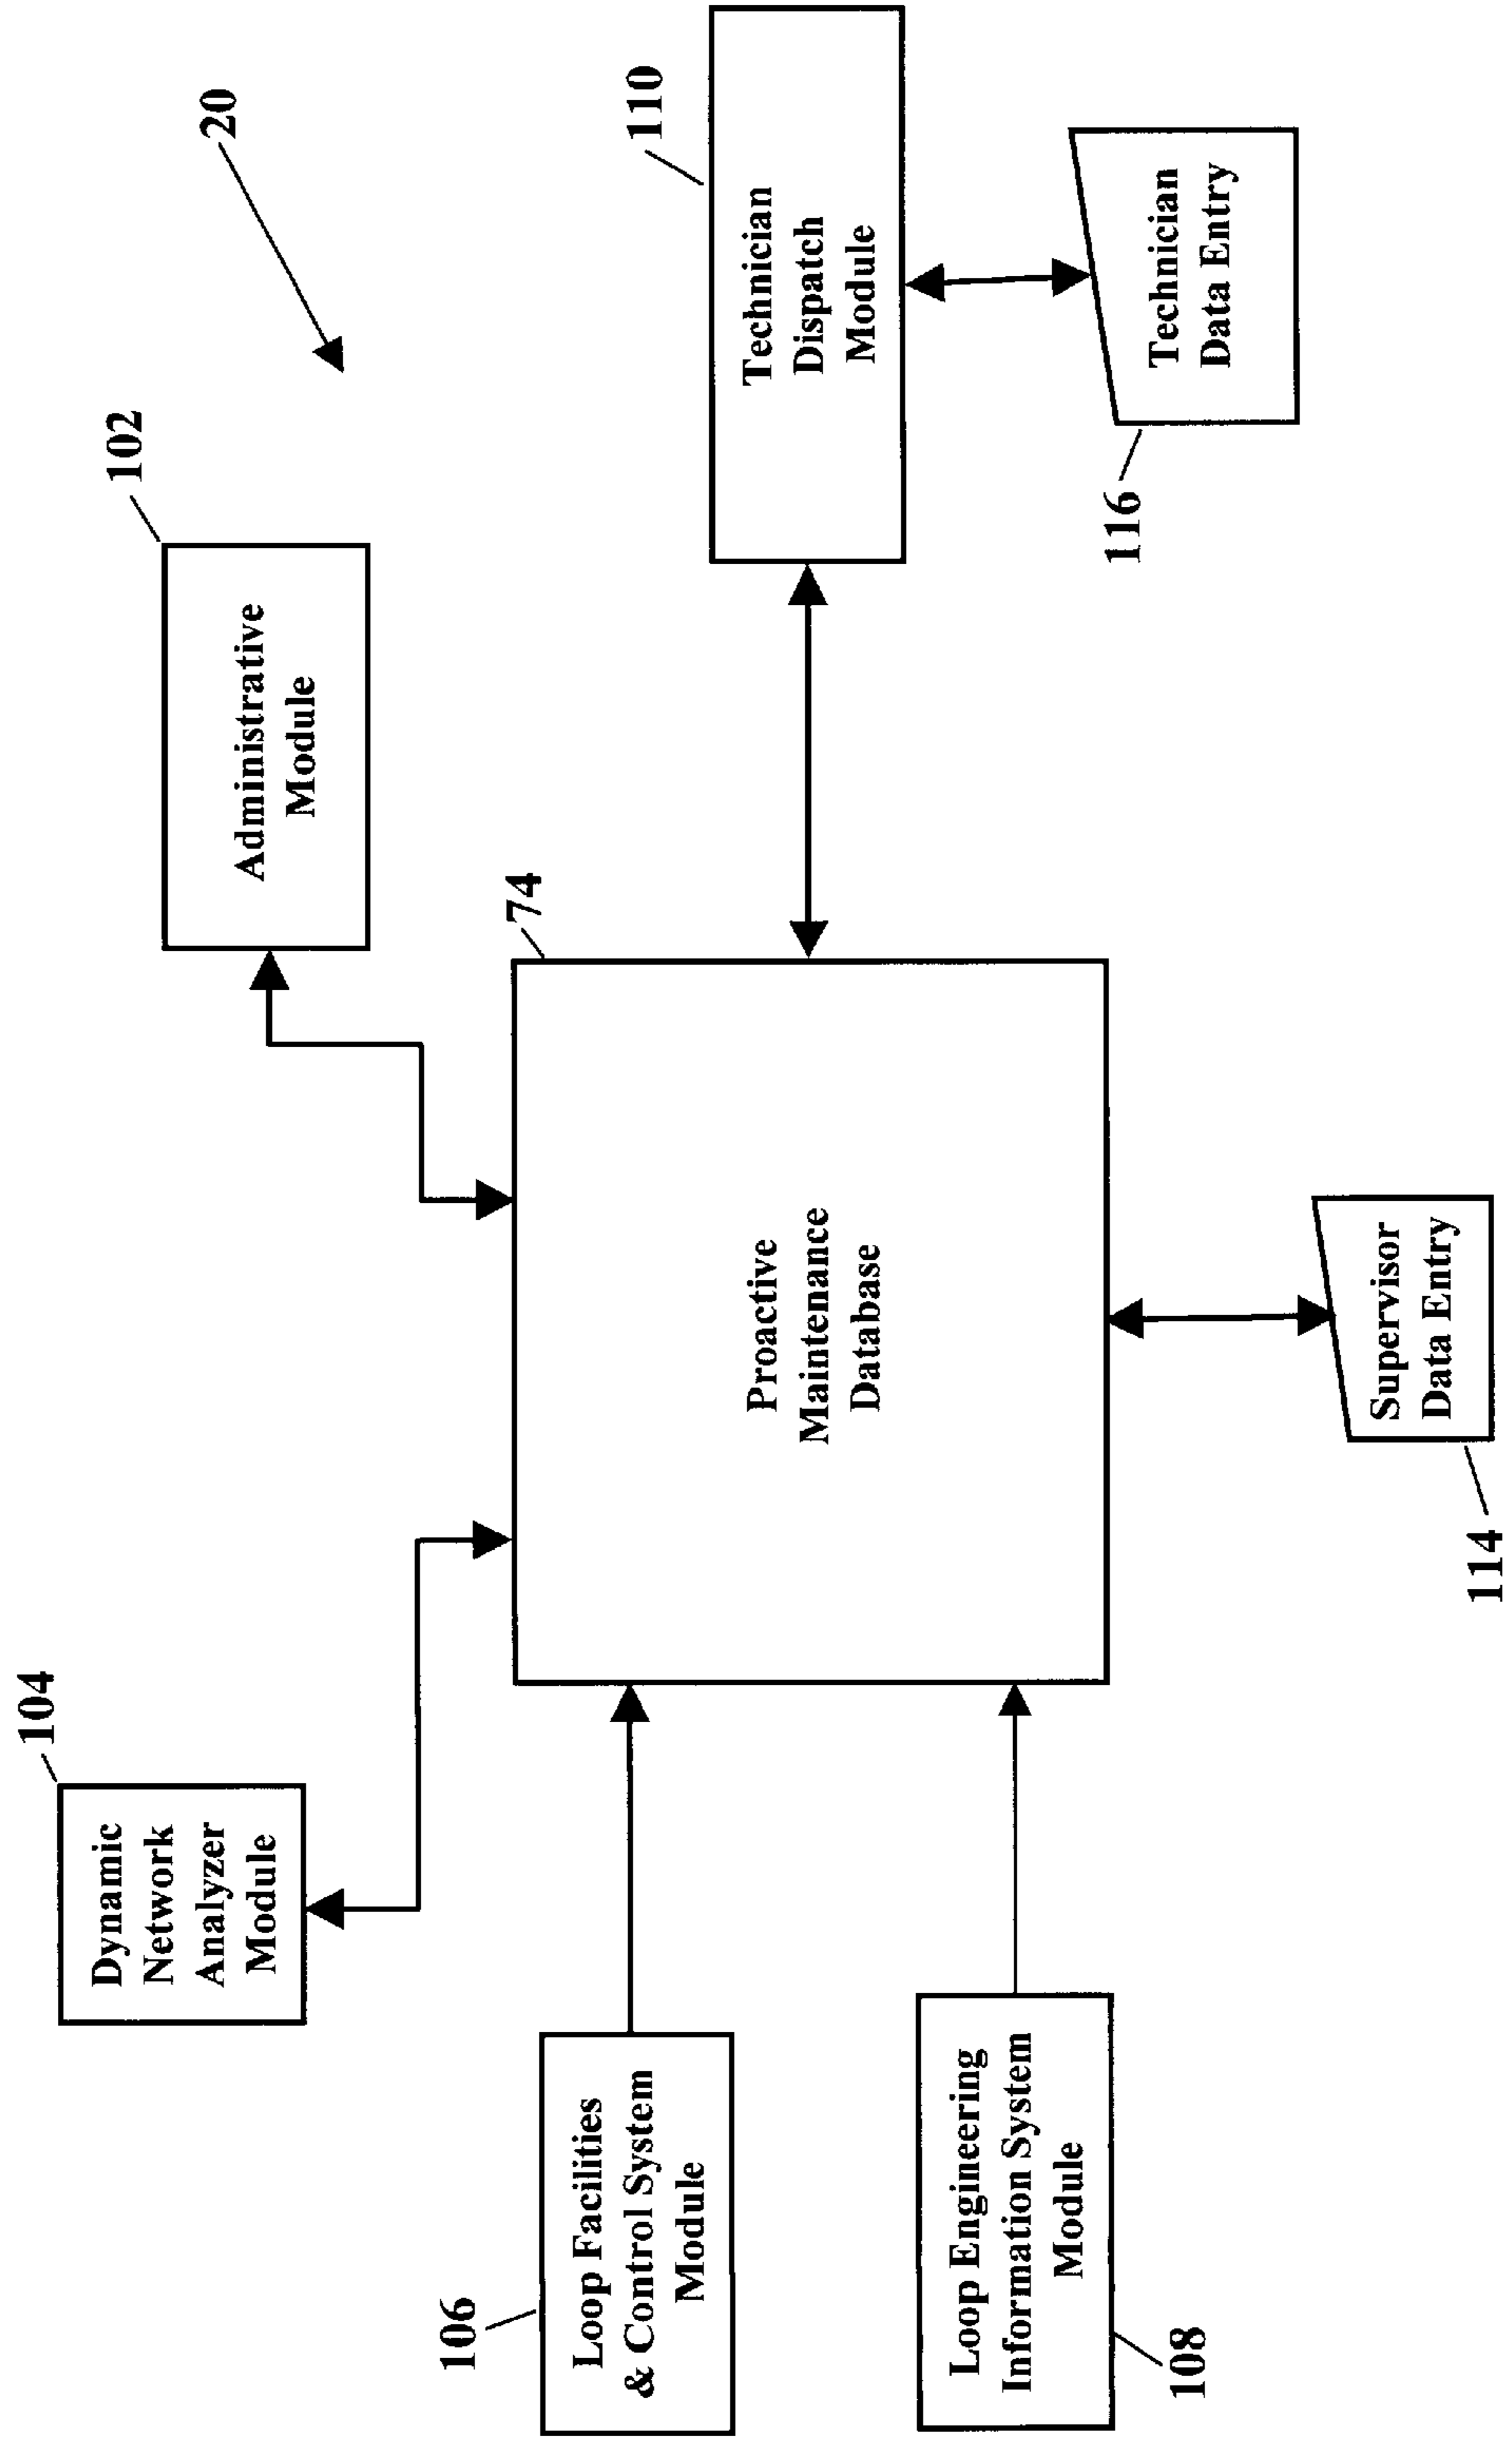 20
102
Administrative
Module
104
Dynamic
Network
Analyzer
Module
74
Proactive
Maintenance
Database
110
Technician
Dispatch
Module
106
Loop Facilities
& Control System
Module
108
Loop Engineering
Information System
Module
114
Supervisor
Data Entry
116
Technician
Data Entry